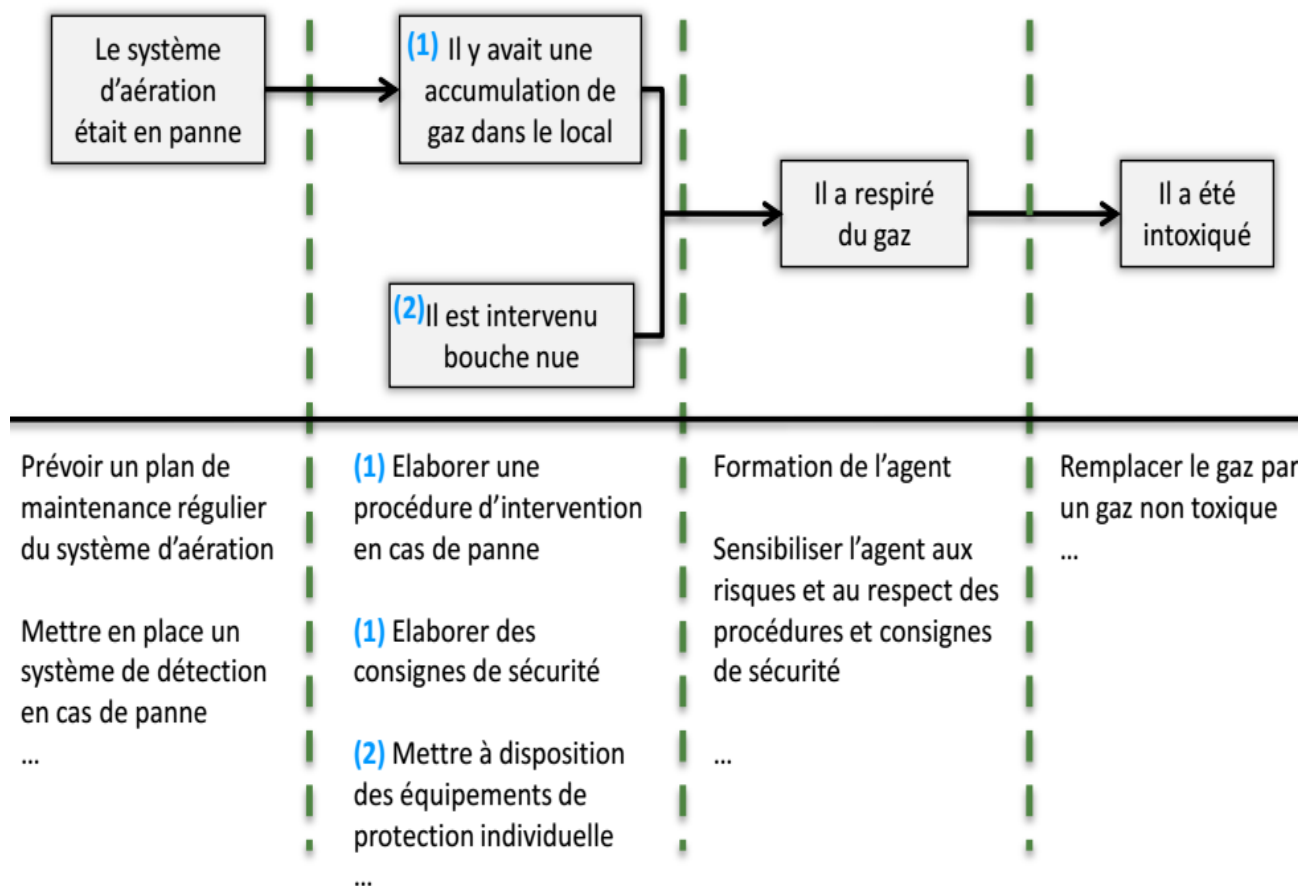 Le système
d'aération
était en panne
(1) Il y avait une
accumulation de
gaz dans le local
(2) Il est intervenu
bouche nue
Il a respiré
du gaz
Il a été
intoxiqué
Prévoir un plan de
maintenance régulier
du système d'aération
Mettre en place un
système de détection
en cas de panne
...
(1) Elaborer une
procédure d'intervention
en cas de panne
(1) Elaborer des
consignes de sécurité
(2) Mettre à disposition
des équipements de
protection individuelle
...
Formation de l'agent
Sensibiliser l'agent aux
risques et au respect des
procédures et consignes
de sécurité
...
Remplacer le gaz par
un gaz non toxique
...